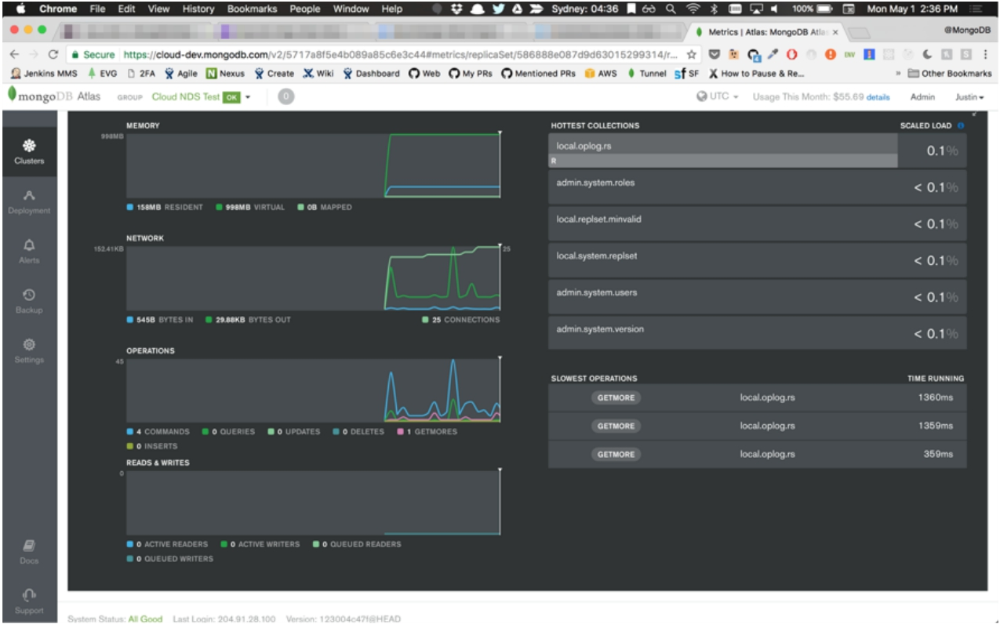 Chrome File Edit View History Bookmarks People Window Help Sydney: 04:36 100% Mon May 1 2:36 PM
Metrics | Atlas: MongoDB Atlas × @MongoDB
Secure https://cloud-dev.mongodb.com/v2/5717a8f5e4b089a85c6e3c44#metrics/replicaSet/586888e087d9d63015299314/r...
Jenkins MMS EVG 2FA Agile Nexus Create Wiki Dashboard Web My PRs Mentioned PRs AWS Tunnel SF How to Pause & Re... » Other Bookmarks
mongoDB Atlas GROUP Cloud NDS Test OK 0 UTC Usage This Month: $55.69 details Admin Justin
Clusters
Deployment
Alerts
Backup
Settings
Docs
Support
MEMORY
998MB
158MB RESIDENT 998MB VIRTUAL 0B MAPPED
NETWORK
152.41KB 25
545B BYTES IN 29.88KB BYTES OUT 25 CONNECTIONS
OPERATIONS
45
4 COMMANDS 0 QUERIES 0 UPDATES 0 DELETES 1 GETMORES
0 INSERTS
READS & WRITES
0
0 ACTIVE READERS 0 ACTIVE WRITERS 0 QUEUED READERS
0 QUEUED WRITERS
HOTTEST COLLECTIONS SCALED LOAD
local.oplog.rs 0.1%
R
admin.system.roles < 0.1%
local.replset.minvalid < 0.1%
local.system.replset < 0.1%
admin.system.users < 0.1%
admin.system.version < 0.1%
SLOWEST OPERATIONS TIME RUNNING
GETMORE local.oplog.rs 1360ms
GETMORE local.oplog.rs 1359ms
GETMORE local.oplog.rs 359ms
System Status: All Good Last Login: 204.91.28.100 Version: 123004c47f@HEAD